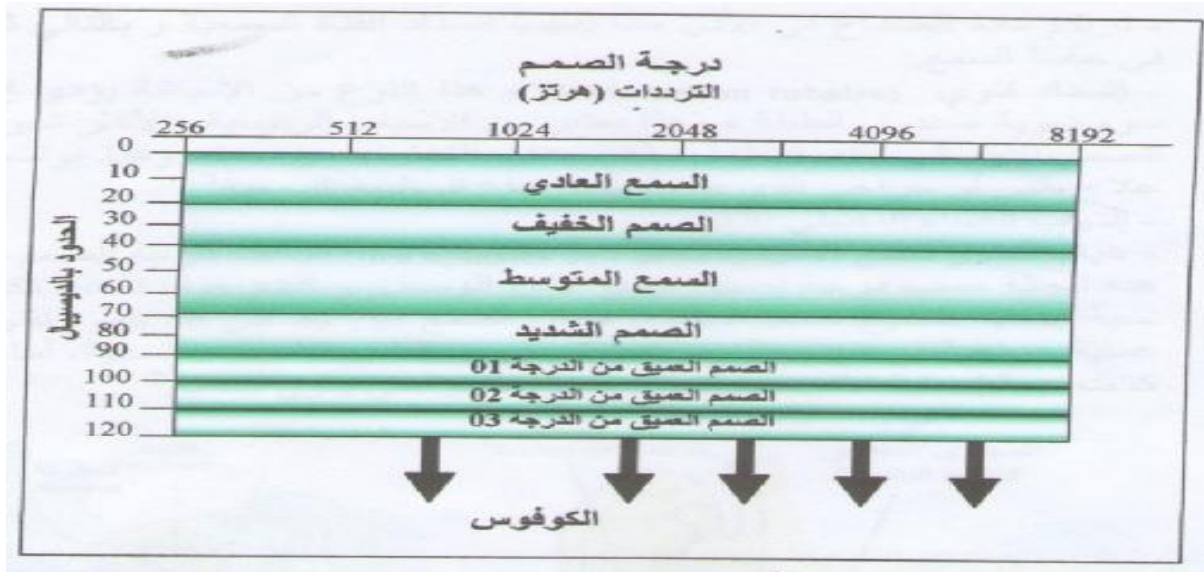 درجة الصمم
الترددات (هرتز)
256 512 1024 2048 4096 8192
الحدود بالديسيبال
0
10
السمع العادي
20
30
الصمم الخفيف
40
50
السمع المتوسط
60
70
الصمم الشديد
80
90
الصمم العميق من الدرجة 01
100
الصمم العميق من الدرجة 02
110
الصمم العميق من الدرجة 03
120
الكوفوس